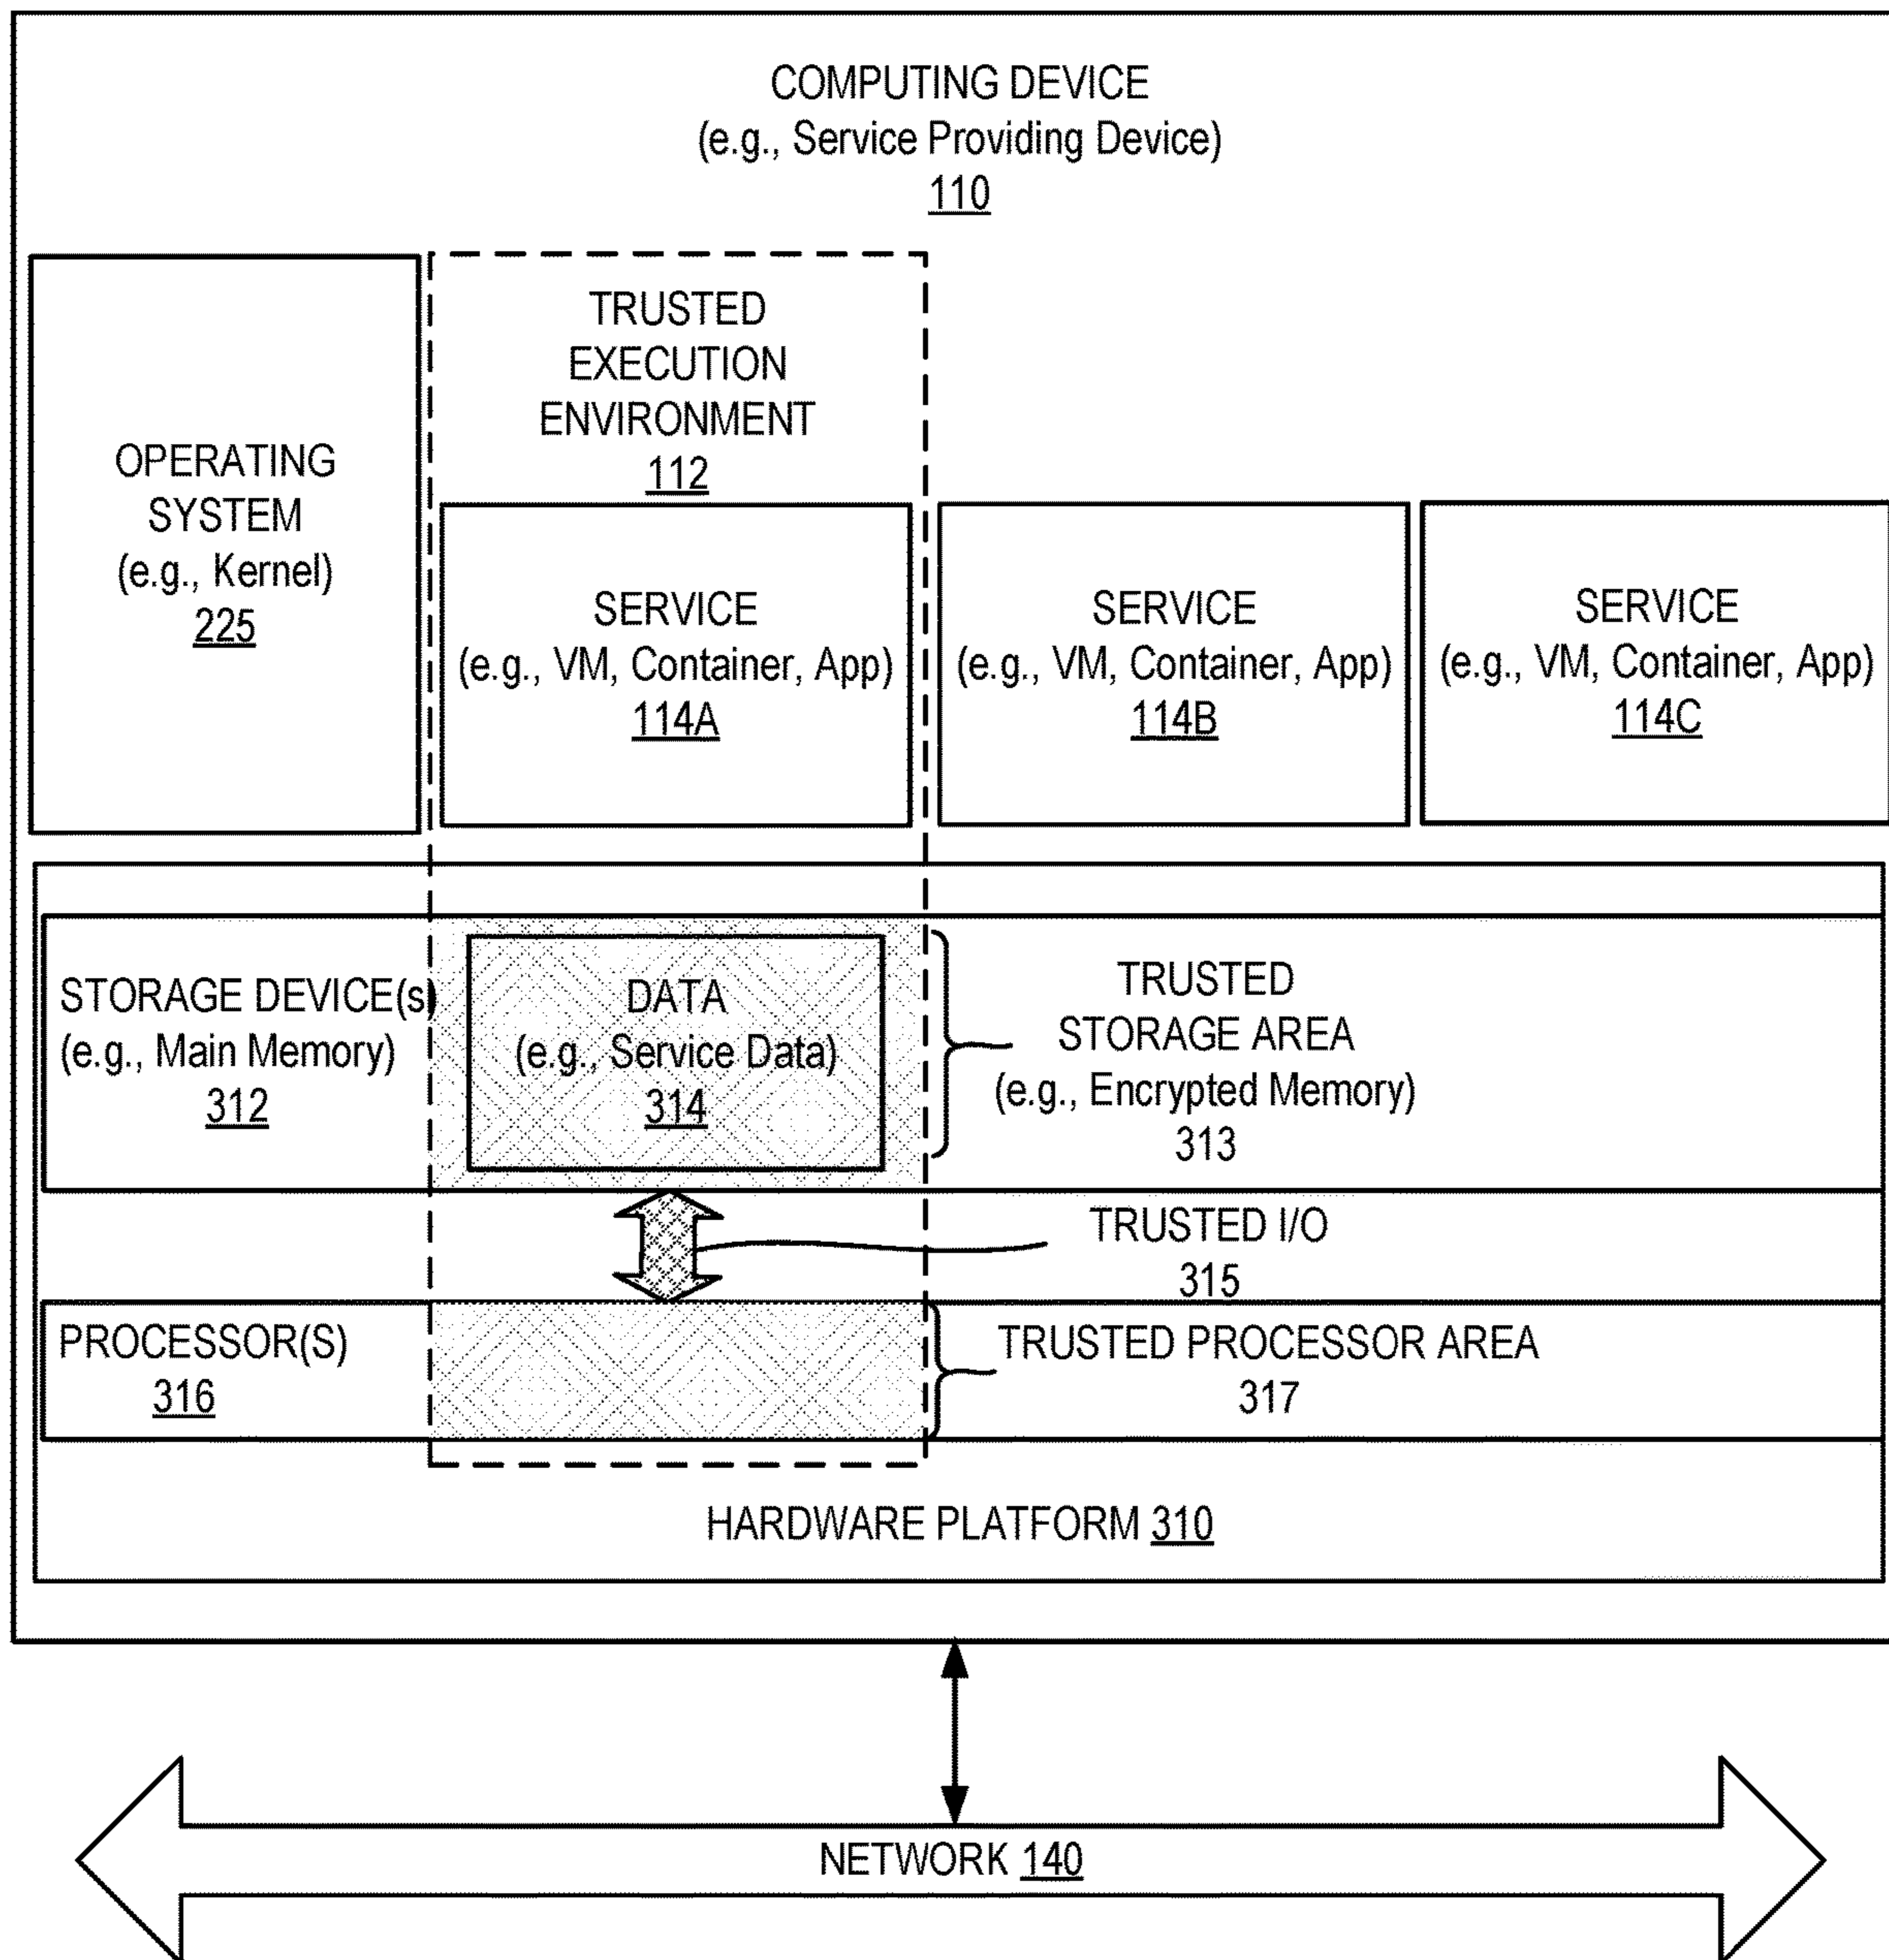 COMPUTING DEVICE
(e.g., Service Providing Device)
110
OPERATING
SYSTEM
(e.g., Kernel)
225
TRUSTED
EXECUTION
ENVIRONMENT
112
SERVICE
(e.g., VM, Container, App)
114A
SERVICE
(e.g., VM, Container, App)
114B
SERVICE
(e.g., VM, Container, App)
114C
STORAGE DEVICE(s)
(e.g., Main Memory)
312
DATA
(e.g., Service Data)
314
TRUSTED
STORAGE AREA
(e.g., Encrypted Memory)
313
TRUSTED I/O
315
PROCESSOR(S)
316
TRUSTED PROCESSOR AREA
317
HARDWARE PLATFORM 310
NETWORK 140